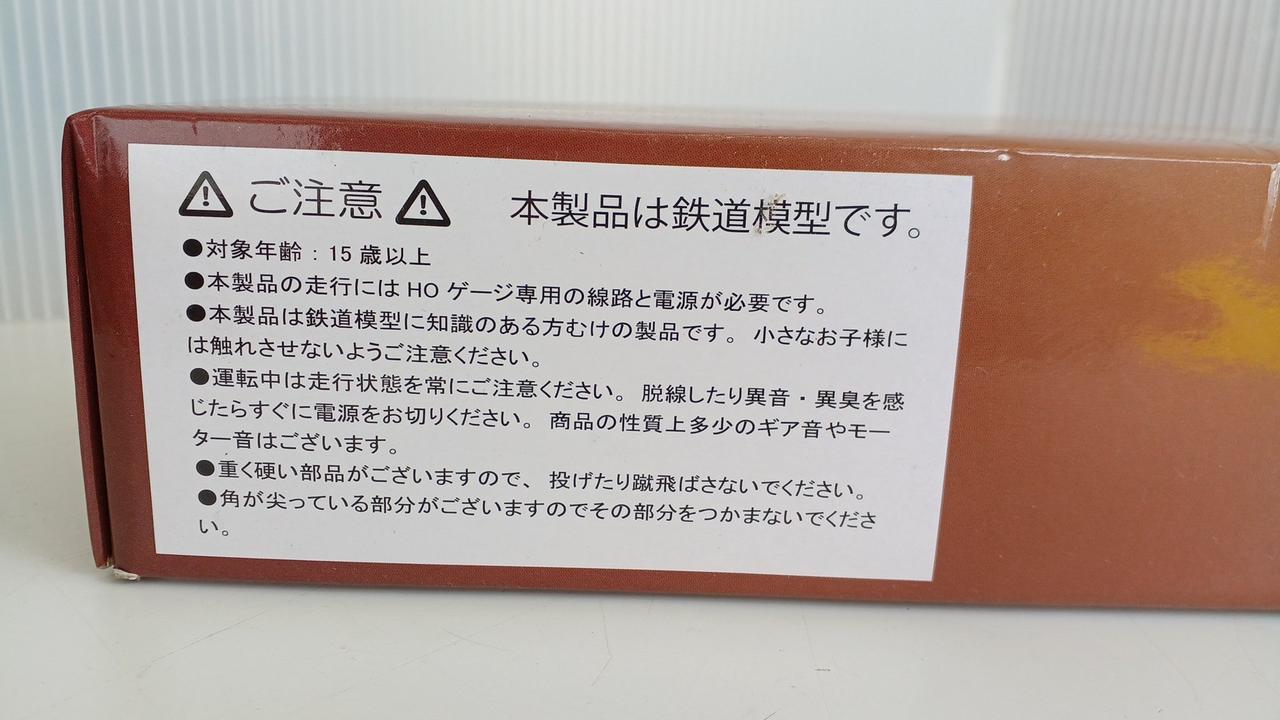 ⚠ ご注意 ⚠ 本製品は鉄道模型です。
●対象年齢：15 歳以上
●本製品の走行には HO ゲージ専用の線路と電源が必要です。
●本製品は鉄道模型に知識のある方むけの製品です。 小さなお子様に
は触れさせないようご注意ください。
●運転中は走行状態を常にご注意ください。 脱線したり異音・異臭を感
じたらすぐに電源をお切りください。 商品の性質上多少のギア音やモー
ター音はございます。
●重く硬い部品がございますので、 投げたり蹴飛ばさないでください。
●角が尖っている部分がございますのでその部分をつかまないでくださ
い。